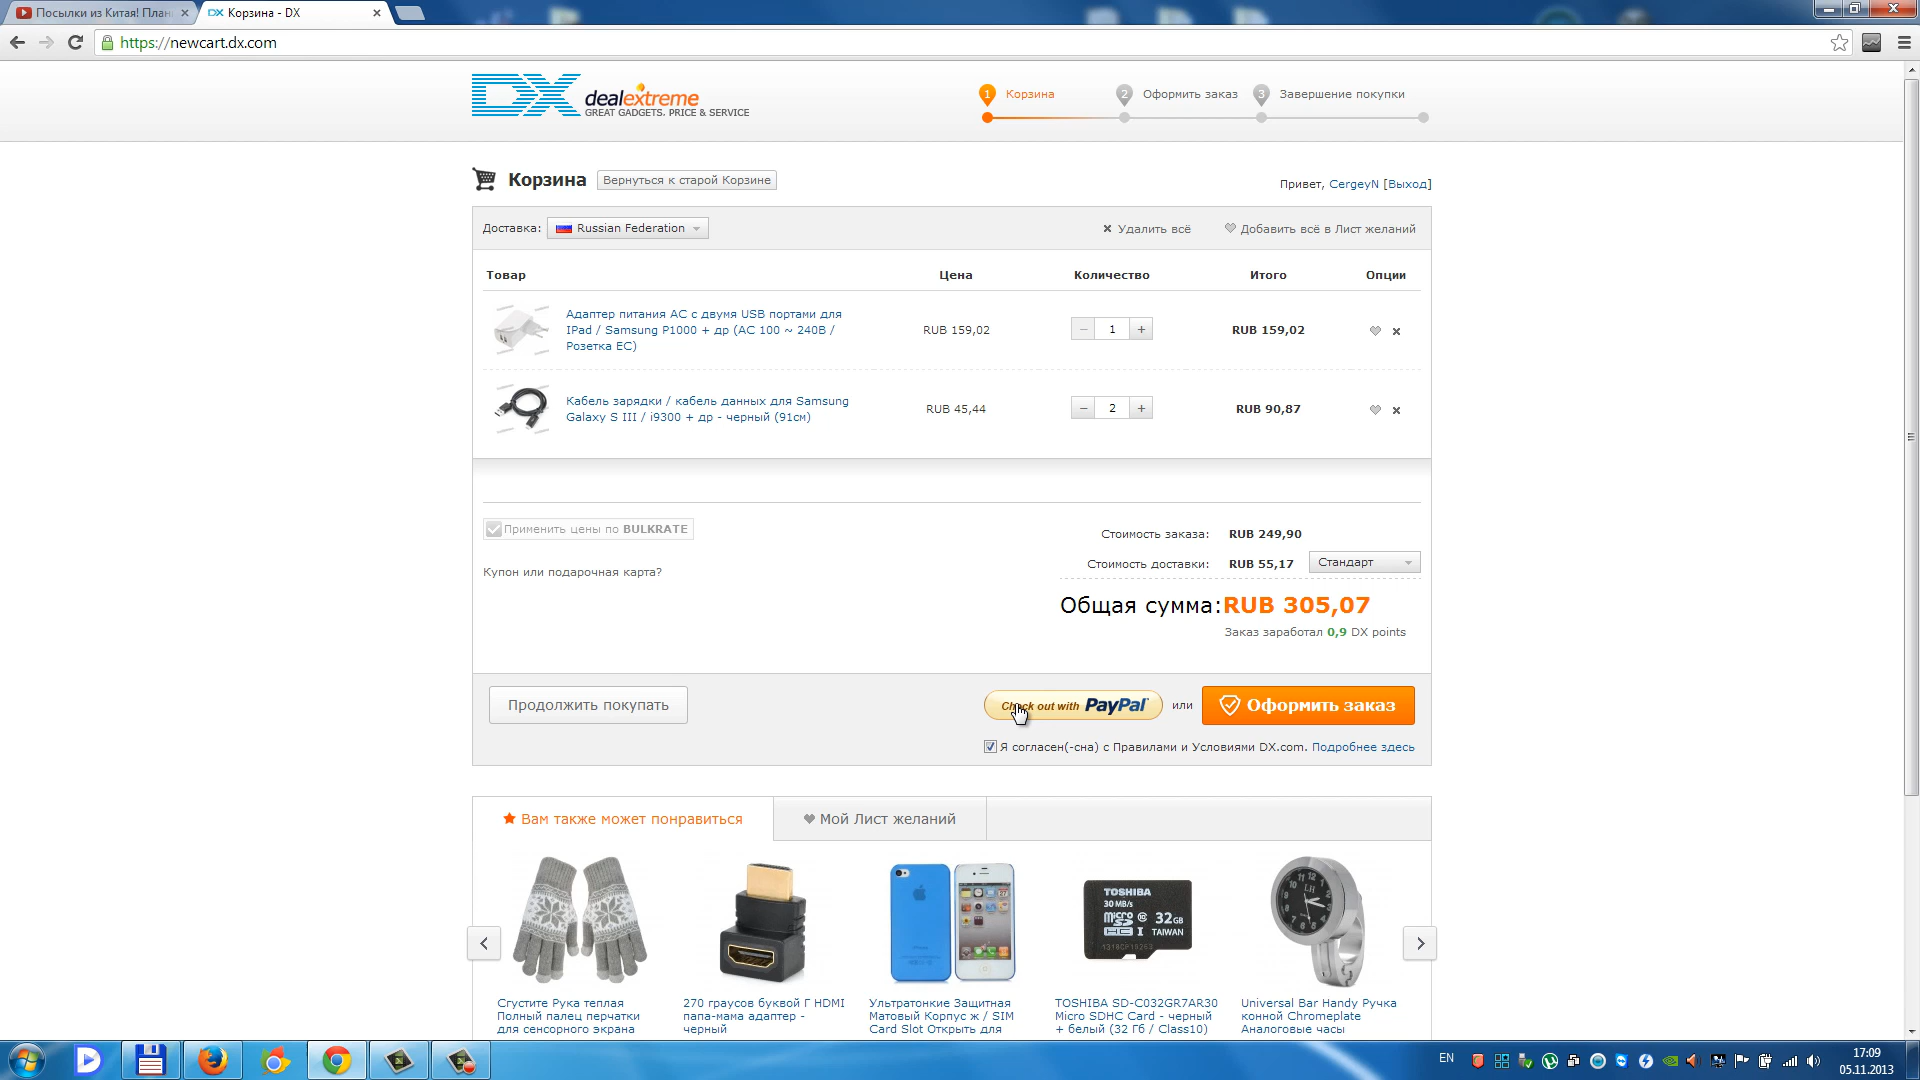 Посылки из Китая! План
Корзина - DX
https://newcart.dx.com
DX dealextreme
GREAT GADGETS. PRICE & SERVICE
1 Корзина
2 Оформить заказ
3 Завершение покупки
Корзина
Вернуться к старой Корзине
Привет, CergeyN [Выход]
Доставка:
Russian Federation
Удалить всё
Добавить всё в Лист желаний
Товар Цена Количество Итого Опции
Адаптер питания AC с двумя USB портами для
IPad / Samsung P1000 + др (AC 100 ~ 240В /
Розетка ЕС)
RUB 159,02
− 1 +
RUB 159,02
Кабель зарядки / кабель данных для Samsung
Galaxy S III / i9300 + др - черный (91см)
RUB 45,44
− 2 +
RUB 90,87
Применить цены по BULKRATE
Стоимость заказа: RUB 249,90
Купон или подарочная карта?
Стоимость доставки: RUB 55,17
Стандарт
Общая сумма: RUB 305,07
Заказ заработал 0,9 DX points
Продолжить покупать
Check out with PayPal
или
Оформить заказ
Я согласен(-сна) с Правилами и Условиями DX.com. Подробнее здесь
Вам также может понравиться
Мой Лист желаний
TOSHIBA
30 MB/s
micro SD HC I 32GB
TAIWAN
LH
Сгустите Рука теплая
Полный палец перчатки
для сенсорного экрана
270 граусов буквой Г HDMI
папа-мама адаптер -
черный
Ультратонкие Защитная
Матовый Корпус ж / SIM
Card Slot Открыть для
TOSHIBA SD-C032GR7AR30
Micro SDHC Card - черный
+ белый (32 Гб / Class10)
Universal Bar Handy Ручка
конной Chromeplate
Аналоговые часы
EN
17:09
05.11.2013